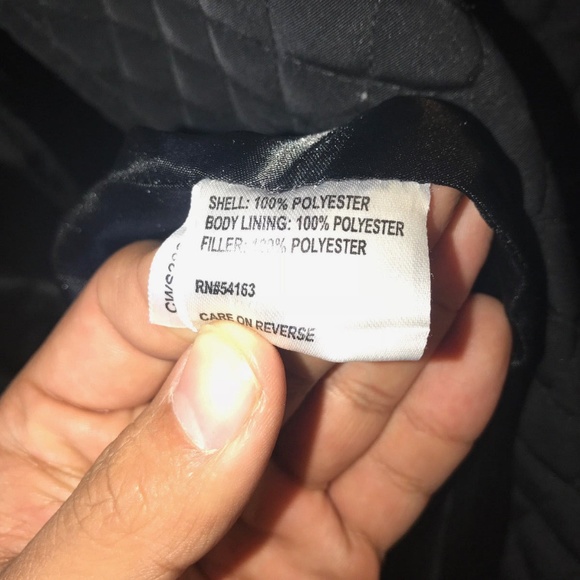 SHELL: 100% POLYESTER
BODY LINING: 100% POLYESTER
FILLER: 100% POLYESTER
RN#54163
CARE ON REVERSE